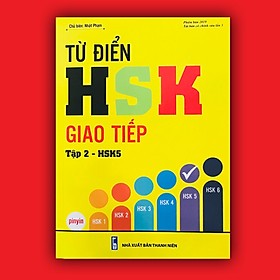 Chủ biên: Nhật Phạm
TỪ ĐIỂN
HSK
GIAO TIẾP
Tập 2 - HSK5
pinyin
HSK 1
HSK 2
HSK 3
HSK 4
HSK 5
HSK 6
NHÀ XUẤT BẢN THANH NIÊN